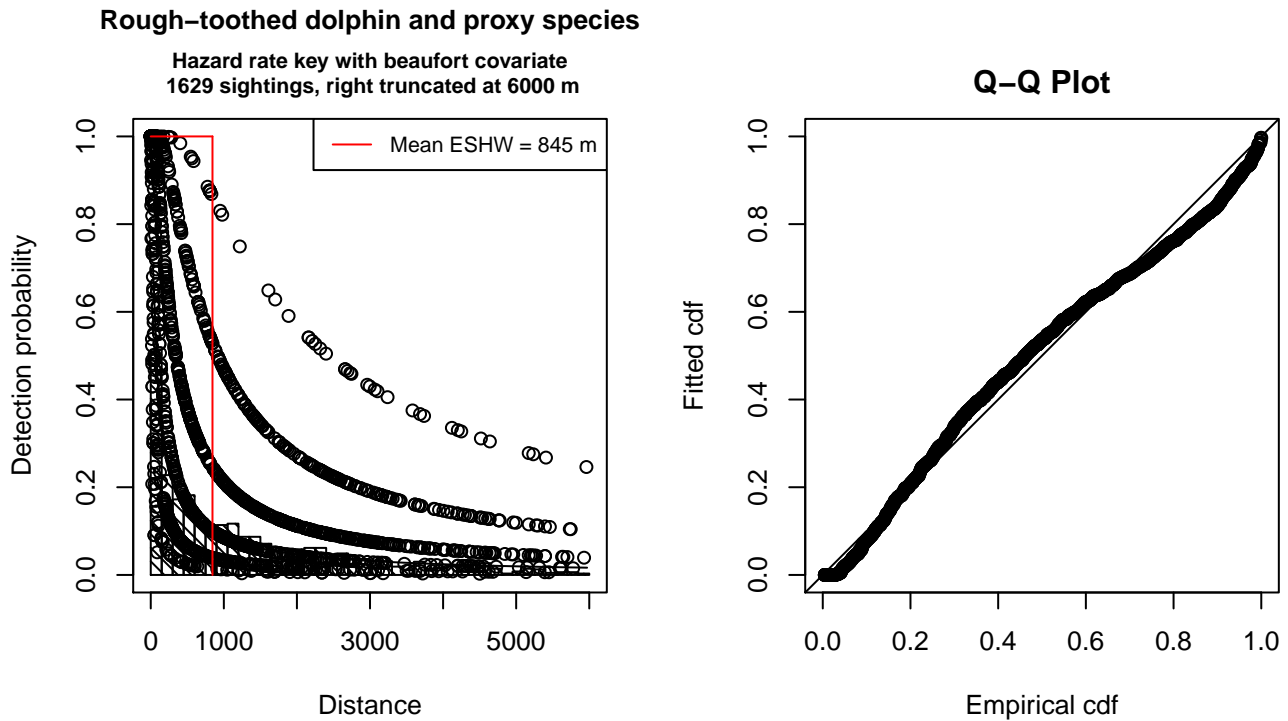 Rough−toothed dolphin and proxy species
Hazard rate key with beaufort covariate
1629 sightings, right truncated at 6000 m
Mean ESHW = 845 m
Detection probability
1.0
0.8
0.6
0.4
0.2
0.0
0 1000 3000 5000
Distance
Q−Q Plot
Fitted cdf
1.0
0.8
0.6
0.4
0.2
0.0
0.0 0.2 0.4 0.6 0.8 1.0
Empirical cdf